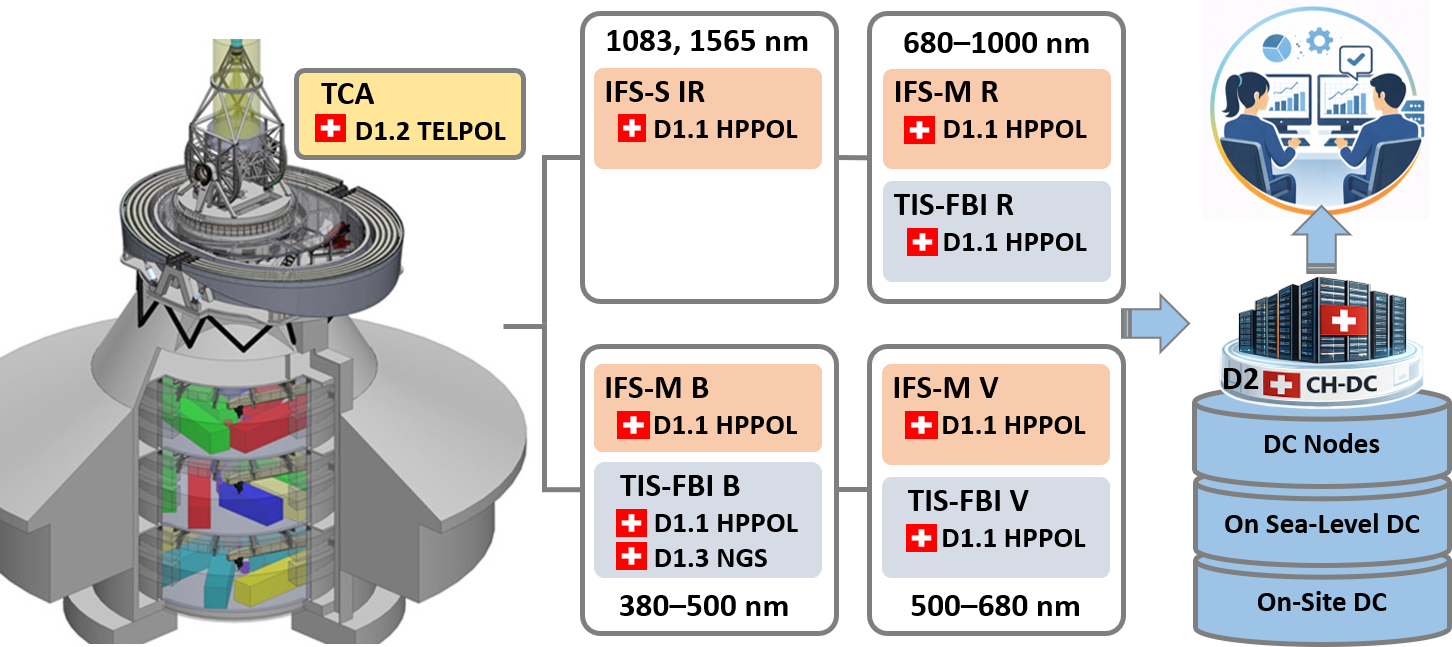 TCA
D1.2 TELPOL
1083, 1565 nm
IFS-S IR
D1.1 HPPOL
680–1000 nm
IFS-M R
D1.1 HPPOL
TIS-FBI R
D1.1 HPPOL
IFS-M B
D1.1 HPPOL
TIS-FBI B
D1.1 HPPOL
D1.3 NGS
380–500 nm
IFS-M V
D1.1 HPPOL
TIS-FBI V
D1.1 HPPOL
500–680 nm
D2 CH-DC
DC Nodes
On Sea-Level DC
On-Site DC